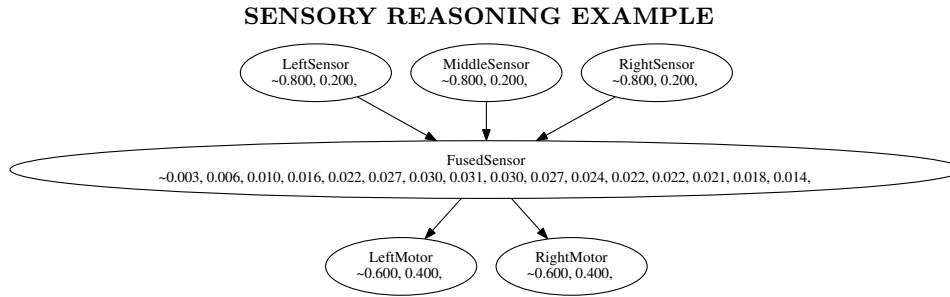 SENSORY REASONING EXAMPLE
LeftSensor
~0.800, 0.200,
MiddleSensor
~0.800, 0.200,
RightSensor
~0.800, 0.200,
FusedSensor
~0.003, 0.006, 0.010, 0.016, 0.022, 0.027, 0.030, 0.031, 0.030, 0.027, 0.024, 0.022, 0.022, 0.021, 0.018, 0.014,
LeftMotor
~0.600, 0.400,
RightMotor
~0.600, 0.400,